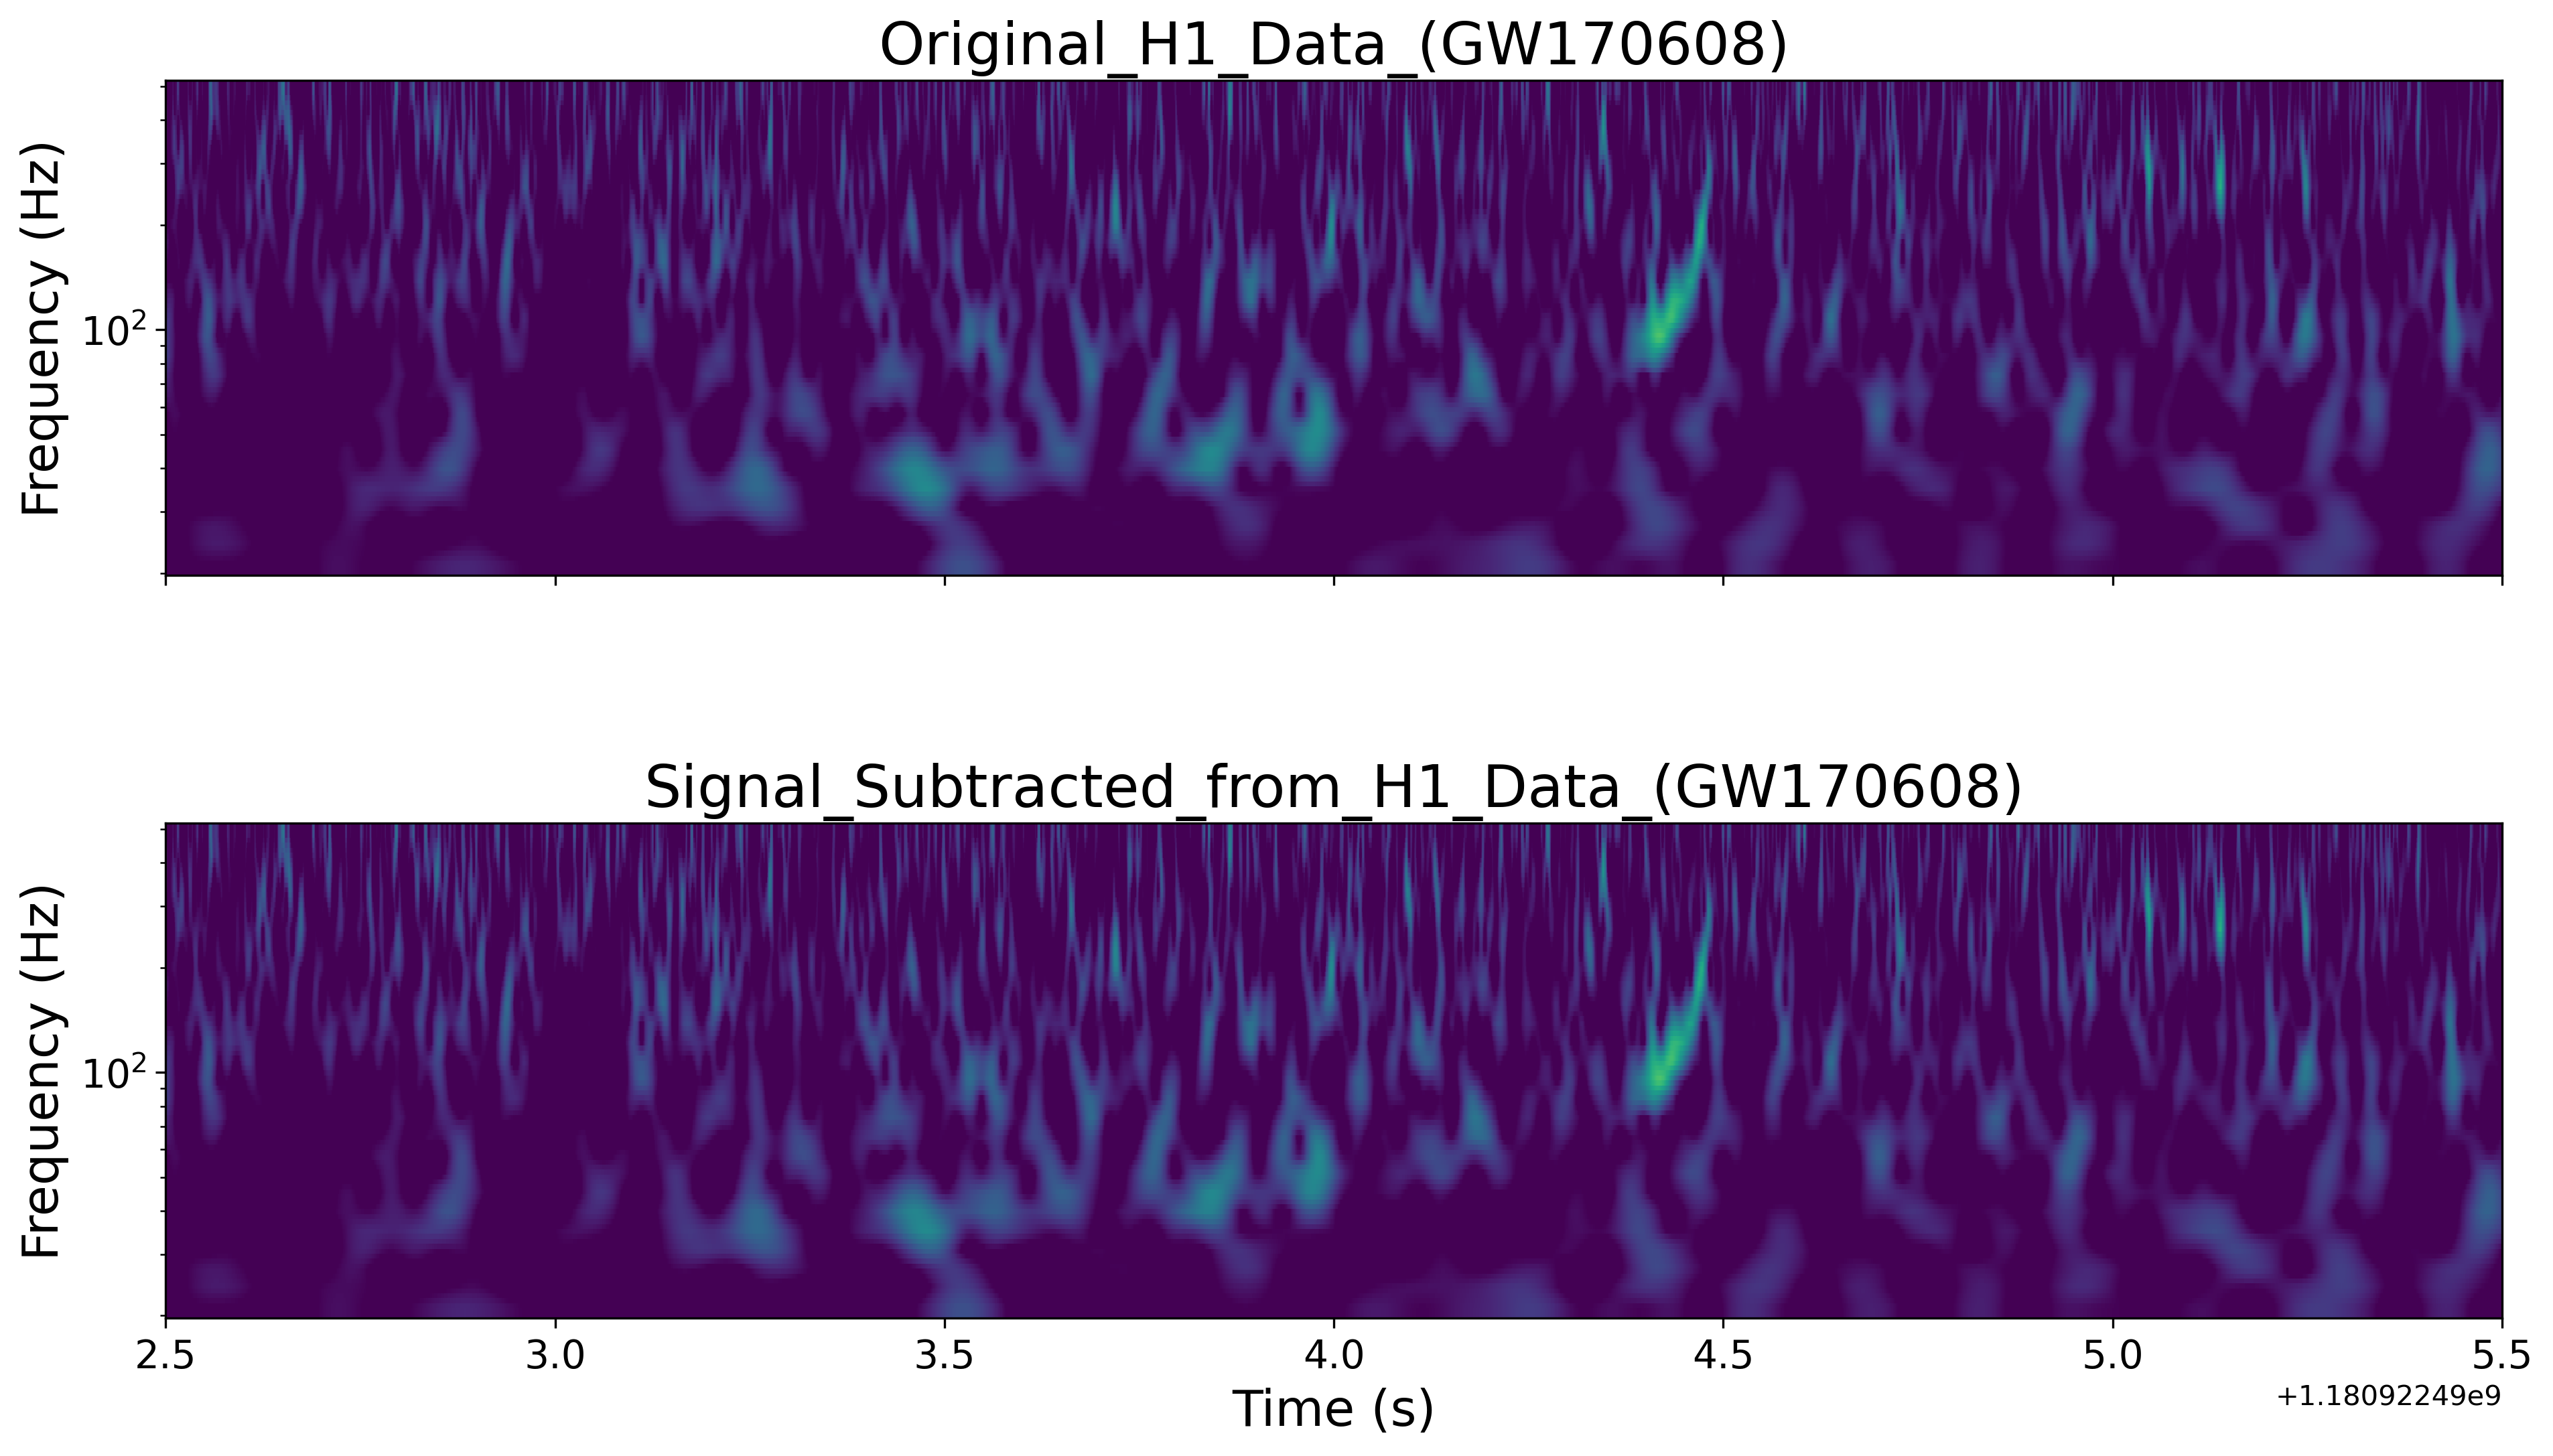 Original_H1_Data_(GW170608)
Frequency (Hz)
10²
Signal_Subtracted_from_H1_Data_(GW170608)
Frequency (Hz)
10²
2.5 3.0 3.5 4.0 4.5 5.0 5.5
Time (s)
+1.18092249e9